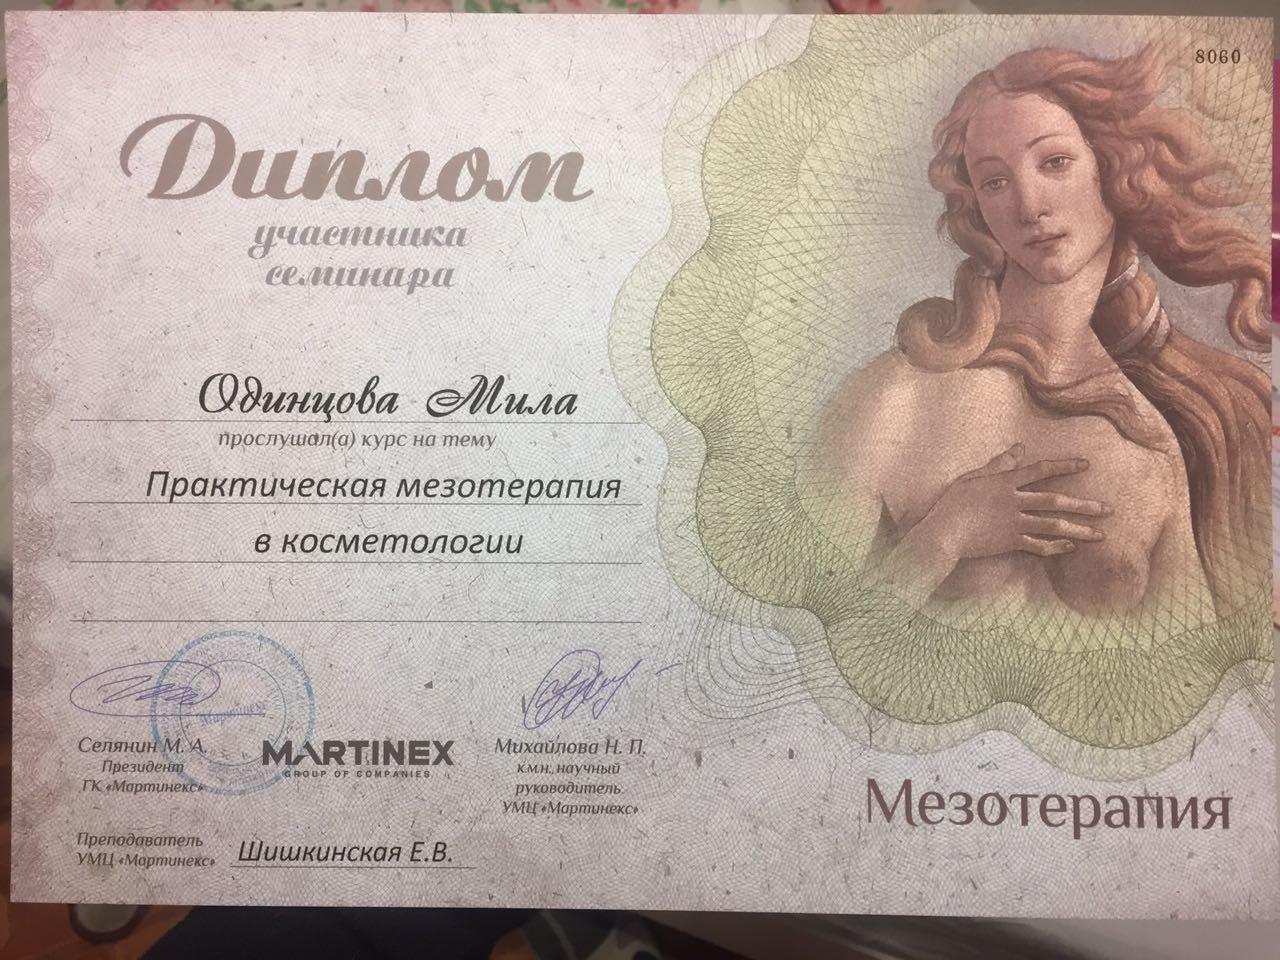 8060
Диплом
участника
семинара
Одинцова Мила
прослушал(а) курс на тему
Практическая мезотерапия
в косметологии
Мартинекс
Селянин М. А.
Президент
ГК «Мартинекс»
MARTINEX
GROUP OF COMPANIES
Михайлова Н. П.
к.м.н., научный
руководитель
УМЦ «Мартинекс»
Преподаватель
УМЦ «Мартинекс»
Шишкинская Е.В.
Мезотерапия